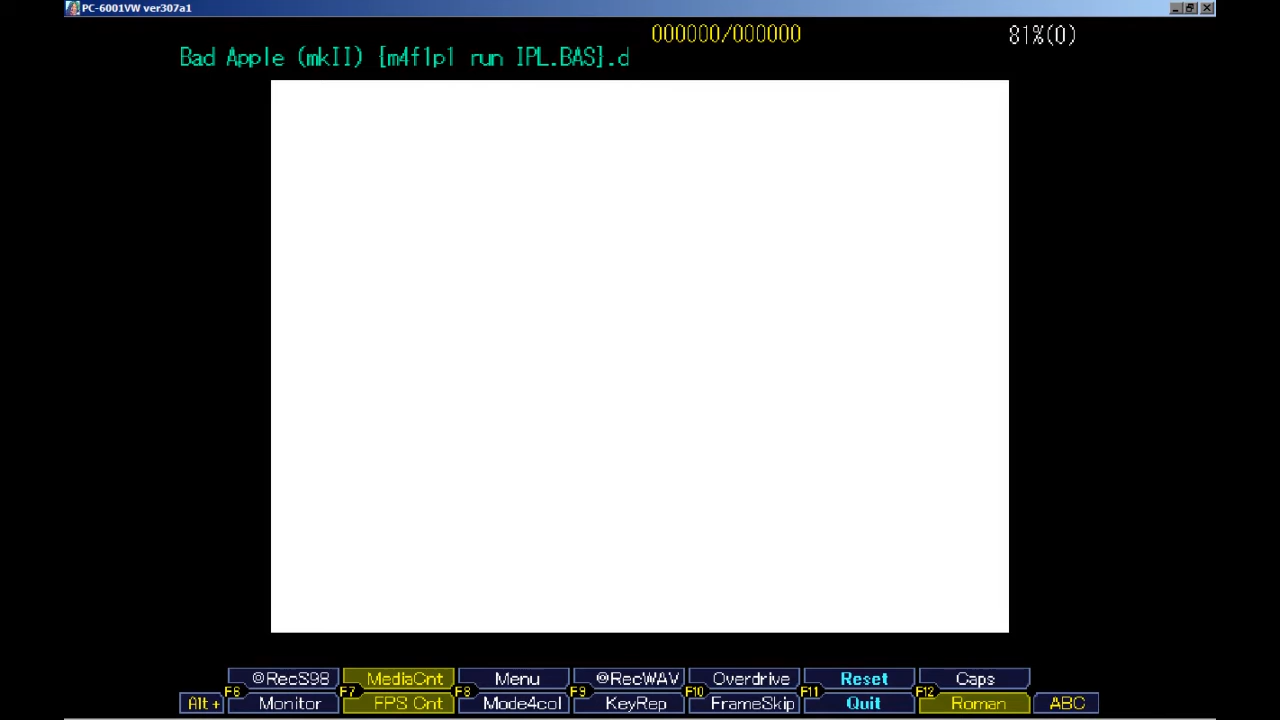 PC-6001VW ver307a1
000000/000000 81%(0)
Bad Apple (mkII) [m4f1p1 run IPL.BAS].d
@RecS98 MediaCnt Menu @RecWAV Overdrive Reset Caps
Alt+ F6 Monitor F7 FPS Cnt F8 Mode4col F9 KeyRep F10 FrameSkip F11 Quit F12 Roman ABC